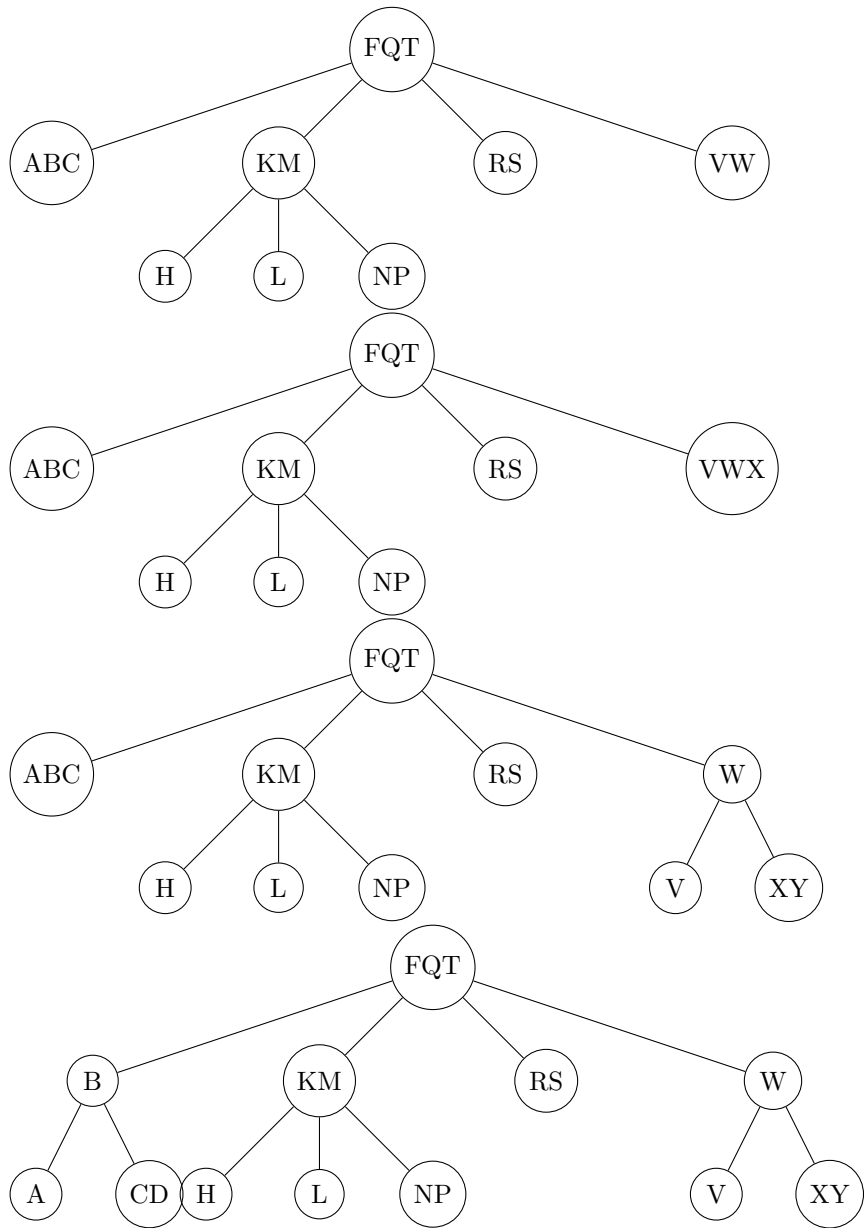 FQT
ABC KM RS VW
H L NP
FQT
ABC KM RS VWX
H L NP
FQT
ABC KM RS W
H L NP V XY
FQT
B KM RS W
A CD H L NP V XY